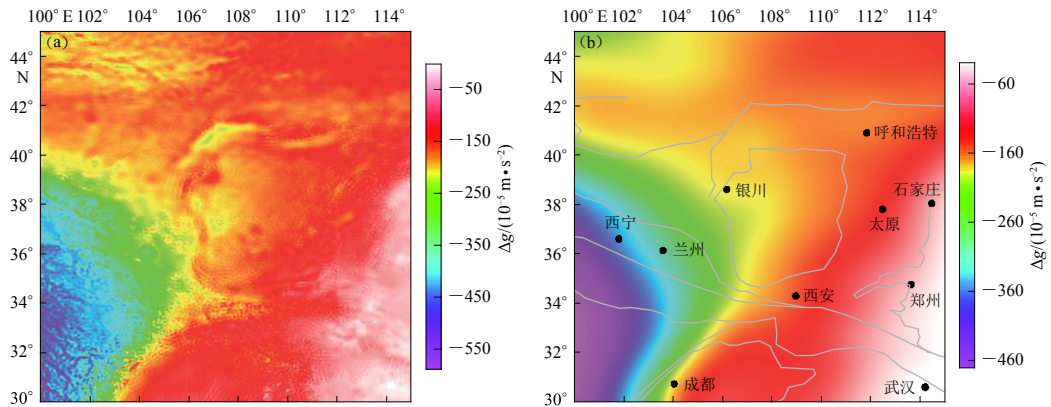 100° E 102° 104° 106° 108° 110° 112° 114°
(a)
44°
N
42°
40°
38°
36°
34°
32°
30°
—50
—150
—250
—350
—450
—550
Δg/(10⁻⁵ m·s⁻²)
100° E 102° 104° 106° 108° 110° 112° 114°
(b)
44°
N
42°
40°
38°
36°
34°
32°
30°
呼和浩特
银川
石家庄
太原
西宁
兰州
西安
郑州
成都
武汉
—60
—160
—260
—360
—460
Δg/(10⁻⁵ m·s⁻²)